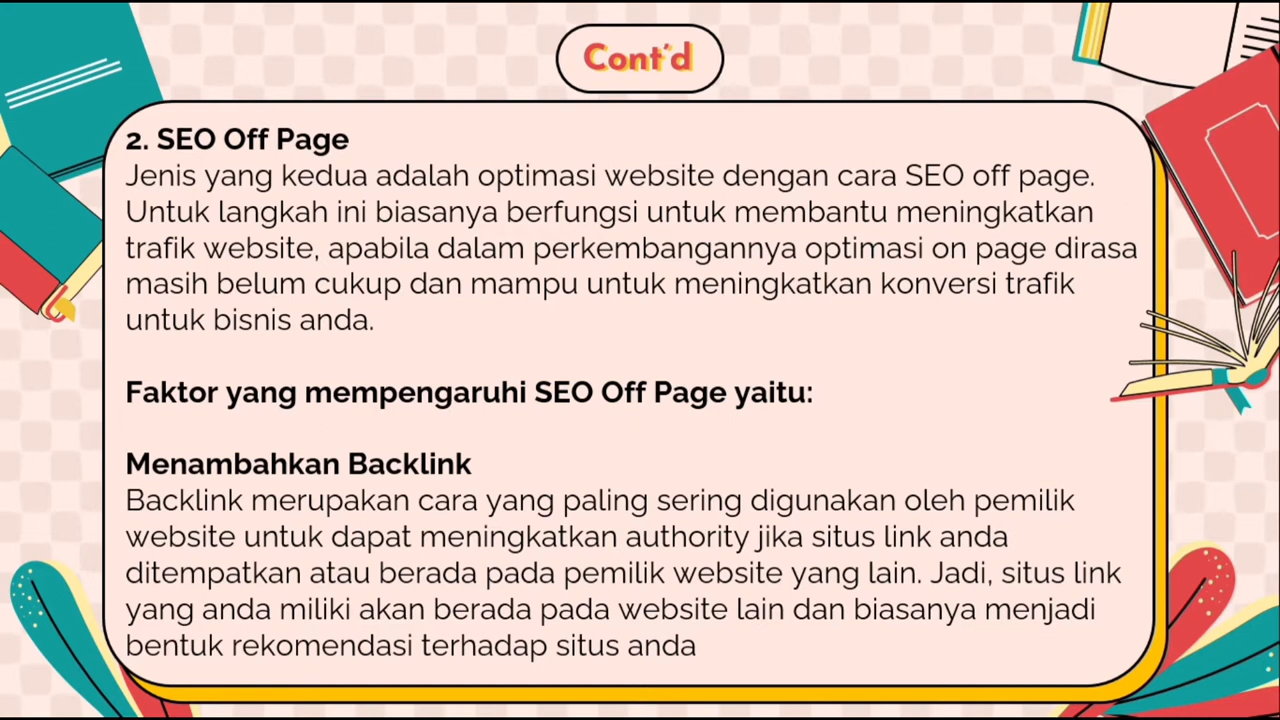 Cont'd
2. SEO Off Page
Jenis yang kedua adalah optimasi website dengan cara SEO off page.
Untuk langkah ini biasanya berfungsi untuk membantu meningkatkan
trafik website, apabila dalam perkembangannya optimasi on page dirasa
masih belum cukup dan mampu untuk meningkatkan konversi trafik
untuk bisnis anda.
Faktor yang mempengaruhi SEO Off Page yaitu:
Menambahkan Backlink
Backlink merupakan cara yang paling sering digunakan oleh pemilik
website untuk dapat meningkatkan authority jika situs link anda
ditempatkan atau berada pada pemilik website yang lain. Jadi, situs link
yang anda miliki akan berada pada website lain dan biasanya menjadi
bentuk rekomendasi terhadap situs anda